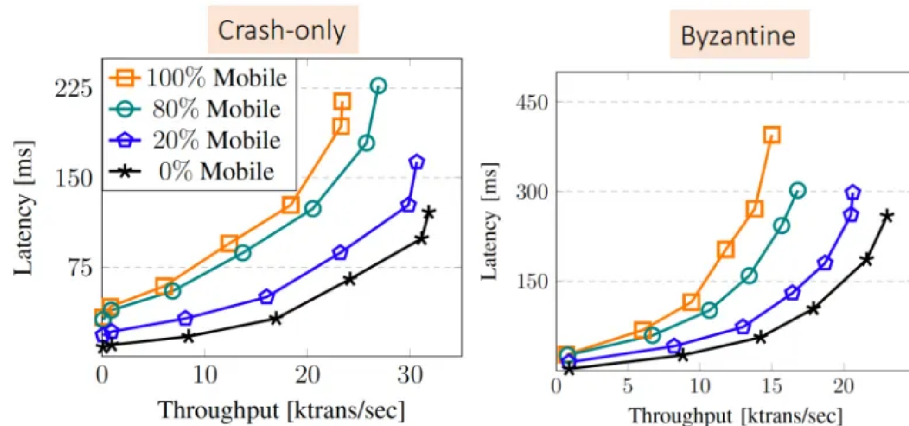 Crash-only
225
150
75
Latency [ms]
100% Mobile
80% Mobile
20% Mobile
0% Mobile
0 10 20 30
Throughput [ktrans/sec]
Byzantine
450
300
150
Latency [ms]
0 5 10 15 20
Throughput [ktrans/sec]